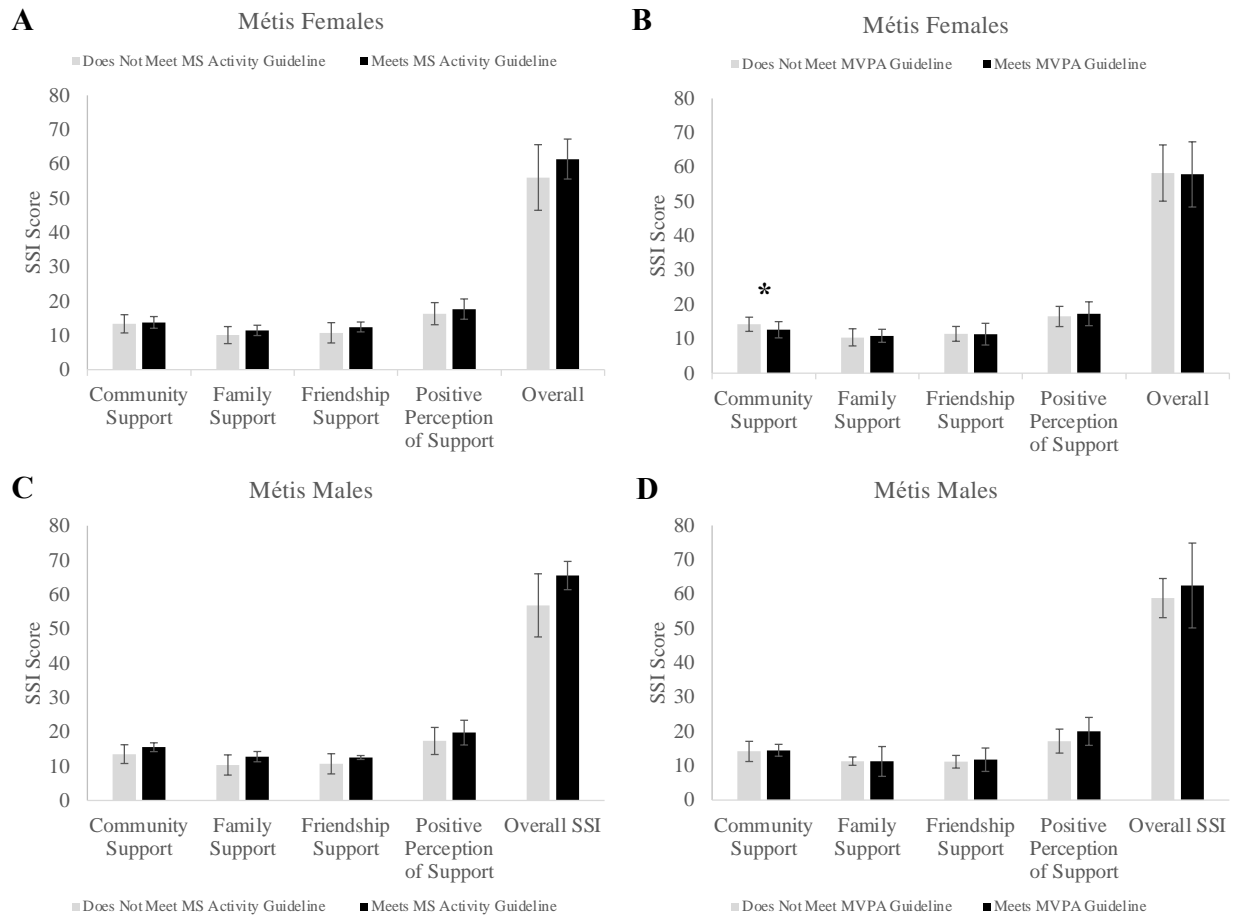 A
Métis Females
Does Not Meet MS Activity Guideline
Meets MS Activity Guideline
SSI Score
80
70
60
50
40
30
20
10
0
Community Support
Family Support
Friendship Support
Positive Perception of Support
Overall
B
Métis Females
Does Not Meet MVPA Guideline
Meets MVPA Guideline
SSI Score
80
70
60
50
40
30
20
10
0
*
Community Support
Family Support
Friendship Support
Positive Perception of Support
Overall
C
Métis Males
SSI Score
80
70
60
50
40
30
20
10
0
Community Support
Family Support
Friendship Support
Positive Perception of Support
Overall SSI
Does Not Meet MS Activity Guideline
Meets MS Activity Guideline
D
Métis Males
SSI Score
80
70
60
50
40
30
20
10
0
Community Support
Family Support
Friendship Support
Positive Perception of Support
Overall SSI
Does Not Meet MVPA Guideline
Meets MVPA Guideline